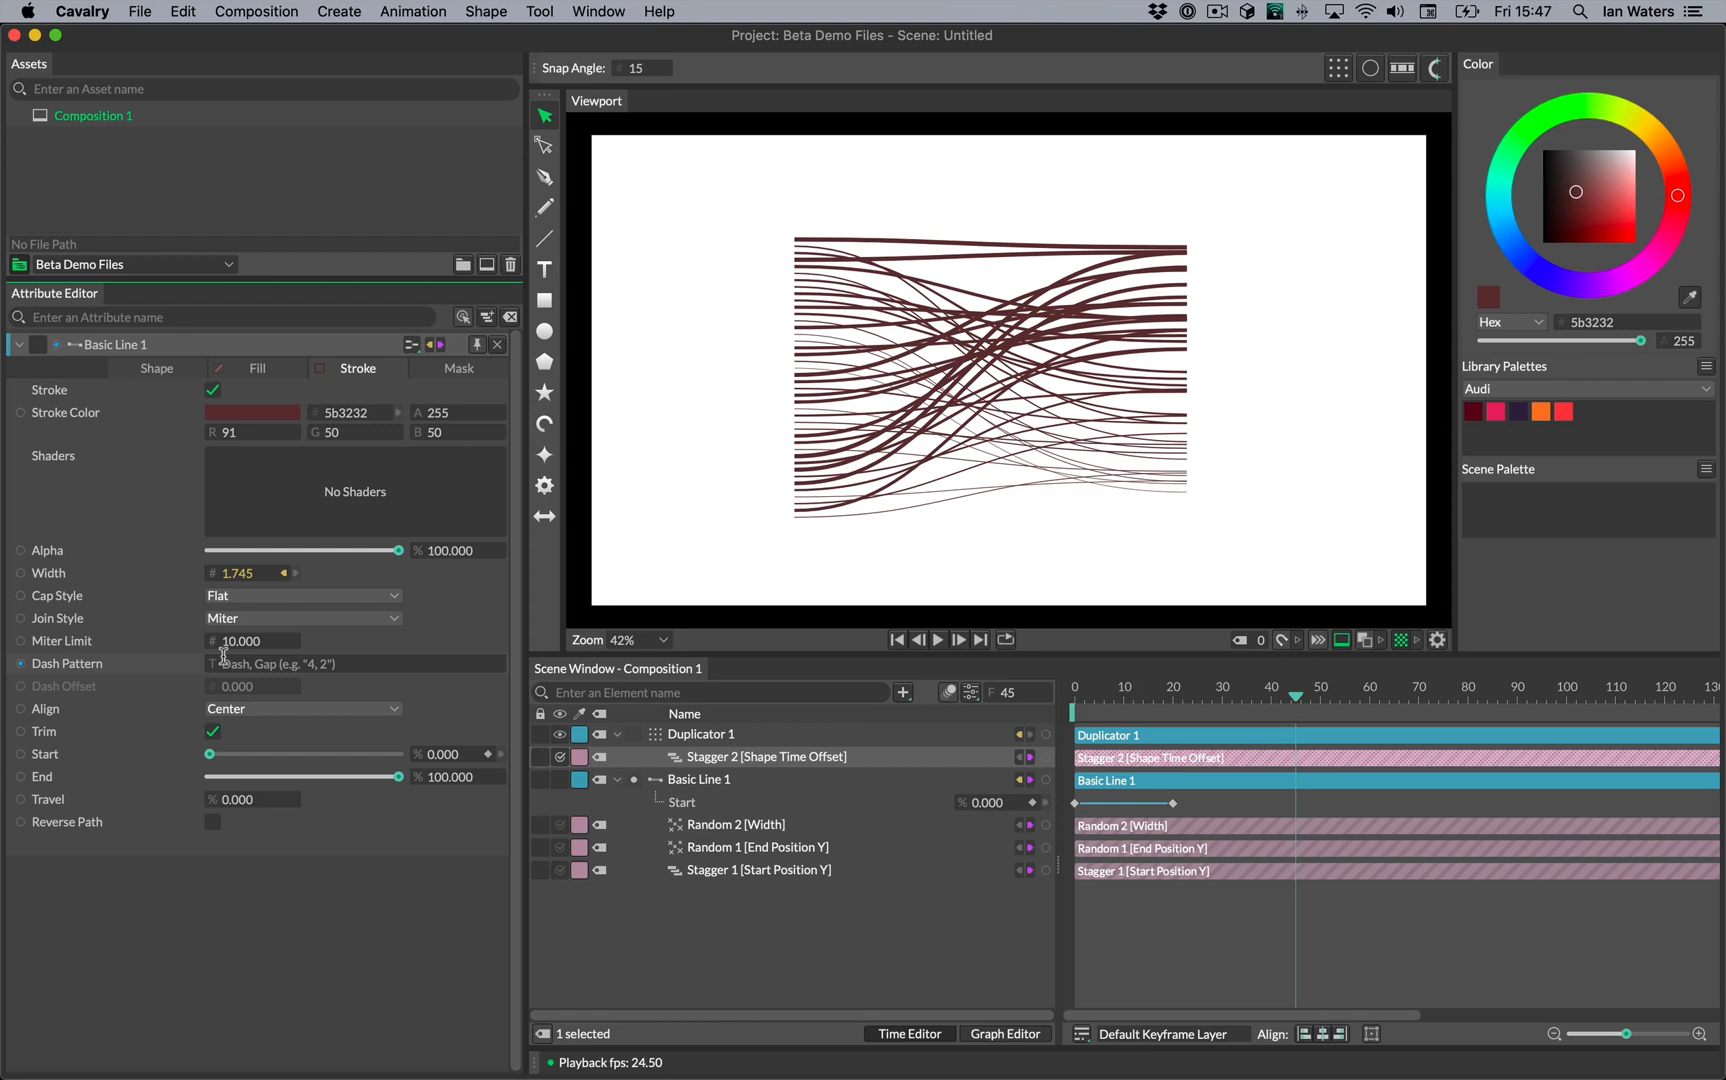 Cavalry File Edit Composition Create Animation Shape Tool Window Help Fri 15:47 Ian Waters
Project: Beta Demo Files - Scene: Untitled
Assets
Enter an Asset name
Composition 1
No File Path
Beta Demo Files
Attribute Editor
Enter an Attribute name
Basic Line 1
Shape Fill Stroke Mask
Stroke
Stroke Color # 5b3232 A 255
R 91 G 50 B 50
Shaders
No Shaders
Alpha % 100.000
Width # 1.745
Cap Style Flat
Join Style Miter
Miter Limit # 10.000
Dash Pattern T Dash, Gap (e.g. "4, 2")
Dash Offset # 0.000
Align Center
Trim
Start % 0.000
End % 100.000
Travel % 0.000
Reverse Path
Snap Angle: # 15
Viewport
Zoom 42%
0
Scene Window - Composition 1
Enter an Element name
F 45
Name
Duplicator 1
Stagger 2 [Shape Time Offset]
Basic Line 1
Start % 0.000
Random 2 [Width]
Random 1 [End Position Y]
Stagger 1 [Start Position Y]
0 10 20 30 40 50 60 70 80 90 100 110 120 130
Duplicator 1
Stagger 2 [Shape Time Offset]
Basic Line 1
Random 2 [Width]
Random 1 [End Position Y]
Stagger 1 [Start Position Y]
1 selected
Time Editor
Graph Editor
Default Keyframe Layer
Align:
Playback fps: 24.50
Color
Hex # 5b3232
A 255
Library Palettes
Audi
Scene Palette